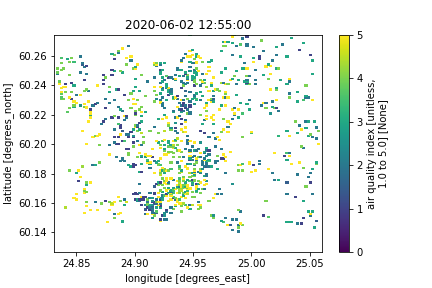 2020-06-02 12:55:00
60.26
60.24
60.22
60.20
60.18
60.16
60.14
latitude [degrees_north]
24.85 24.90 24.95 25.00 25.05
longitude [degrees_east]
5
4
3
2
1
0
air quality index [unitless,
1.0 to 5.0] [None]